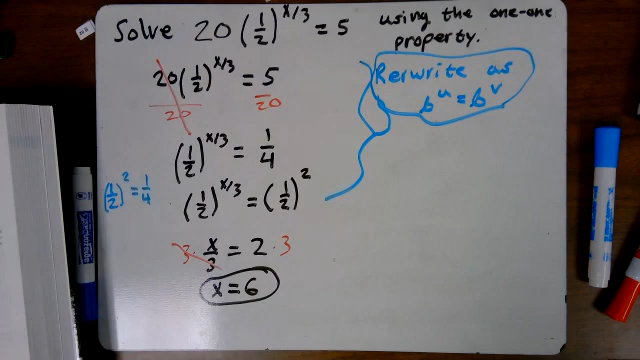 Solve 20 (1/2)^x/3 = 5 using the one-one
property.
20(1/2)^x/3 = 5
20 20
(1/2)^x/3 = 1/4
(1/2)^2 = 1/4
(1/2)^x/3 = (1/2)^2
3 · x/3 = 2 · 3
x = 6
Rerwrite as
b^u = b^v